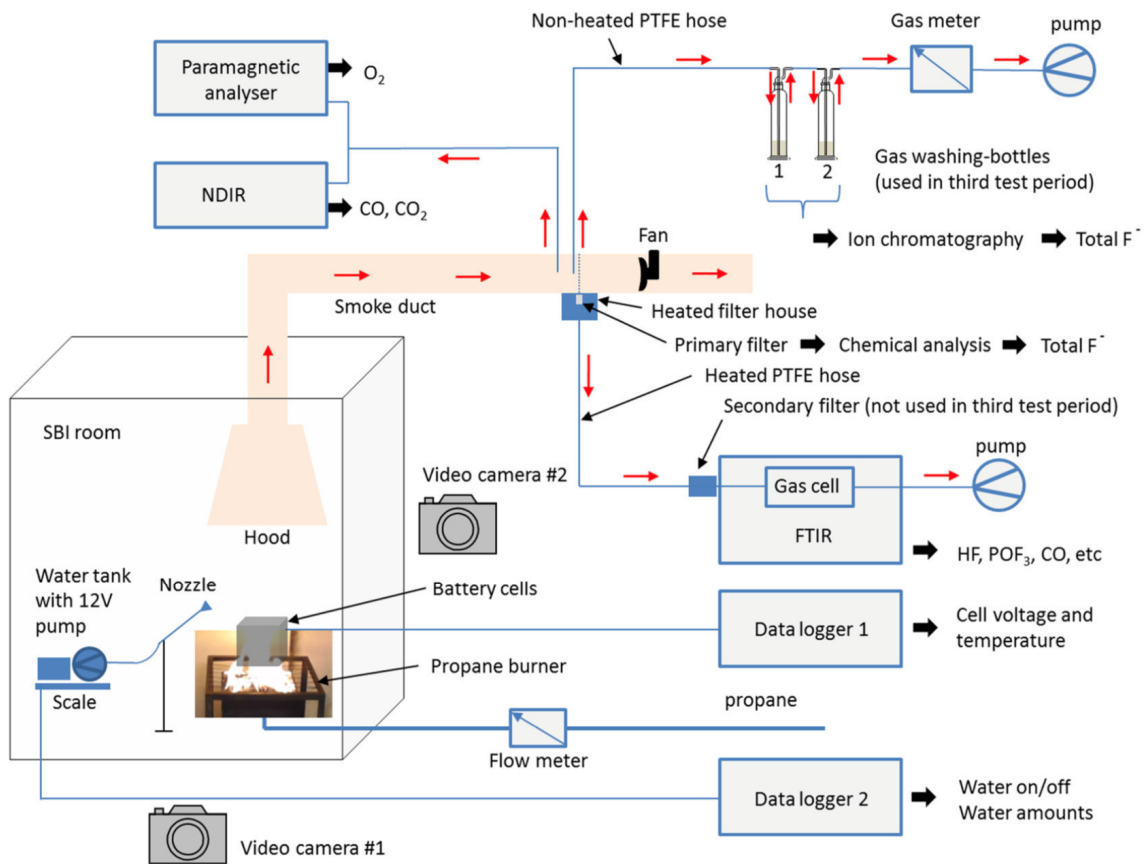 Non-heated PTFE hose
Gas meter
pump
Paramagnetic
analyser
O₂
NDIR
CO, CO₂
1
2
Gas washing-bottles
(used in third test period)
Ion chromatography
Total F⁻
Fan
Smoke duct
Heated filter house
Primary filter
Chemical analysis
Total F⁻
Heated PTFE hose
Secondary filter (not used in third test period)
SBI room
Video camera #2
pump
Gas cell
FTIR
HF, POF₃, CO, etc
Hood
Water tank
with 12V
pump
Nozzle
Battery cells
Data logger 1
Cell voltage and
temperature
Propane burner
Scale
propane
Flow meter
Data logger 2
Water on/off
Water amounts
Video camera #1